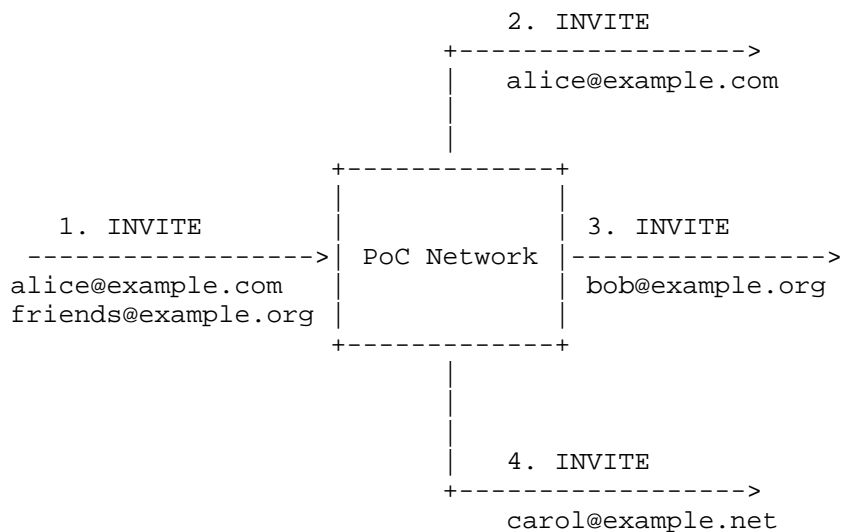 2. INVITE
alice@example.com
1. INVITE
PoC Network
3. INVITE
alice@example.com
bob@example.org
friends@example.org
4. INVITE
carol@example.net